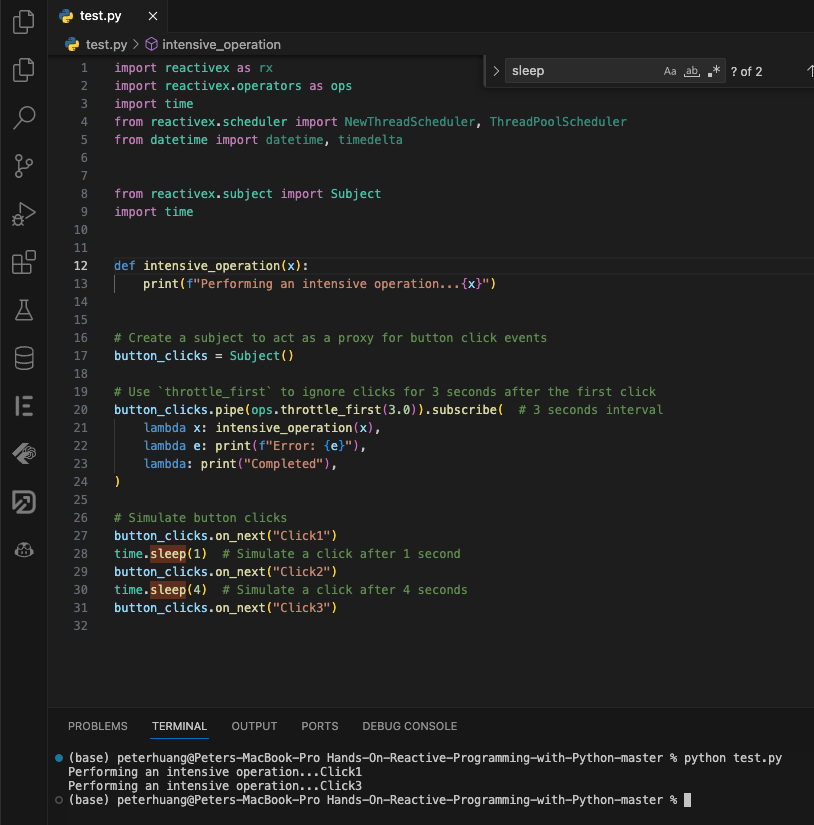 test.py
test.py > intensive_operation
sleep
Aa ab .* ? of 2
1 import reactivex as rx
2 import reactivex.operators as ops
3 import time
4 from reactivex.scheduler import NewThreadScheduler, ThreadPoolScheduler
5 from datetime import datetime, timedelta
6
7
8 from reactivex.subject import Subject
9 import time
10
11
12 def intensive_operation(x):
13     print(f"Performing an intensive operation...{x}")
14
15
16 # Create a subject to act as a proxy for button click events
17 button_clicks = Subject()
18
19 # Use `throttle_first` to ignore clicks for 3 seconds after the first click
20 button_clicks.pipe(ops.throttle_first(3.0)).subscribe(  # 3 seconds interval
21     lambda x: intensive_operation(x),
22     lambda e: print(f"Error: {e}"),
23     lambda: print("Completed"),
24 )
25
26 # Simulate button clicks
27 button_clicks.on_next("Click1")
28 time.sleep(1)  # Simulate a click after 1 second
29 button_clicks.on_next("Click2")
30 time.sleep(4)  # Simulate a click after 4 seconds
31 button_clicks.on_next("Click3")
32
PROBLEMS TERMINAL OUTPUT PORTS DEBUG CONSOLE
(base) peterhuang@Peters-MacBook-Pro Hands-On-Reactive-Programming-with-Python-master % python test.py
Performing an intensive operation...Click1
Performing an intensive operation...Click3
(base) peterhuang@Peters-MacBook-Pro Hands-On-Reactive-Programming-with-Python-master %